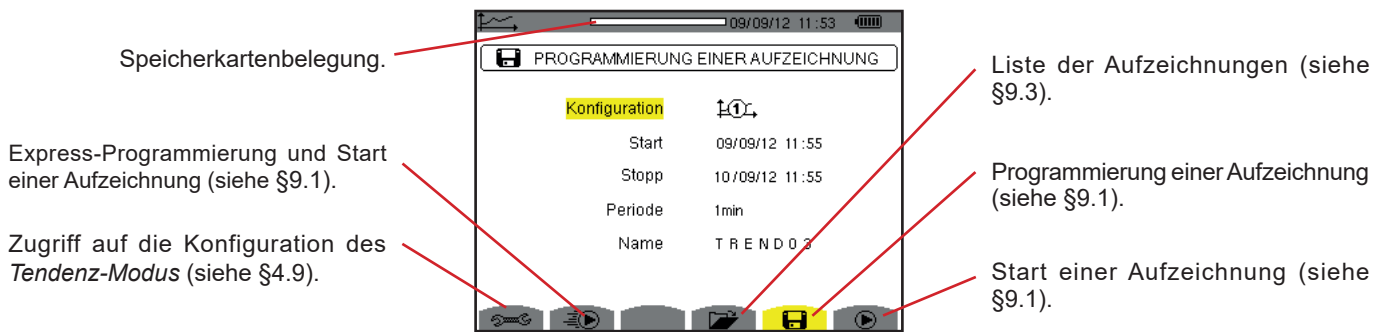 09/09/12 11:53
Speicherkartenbelegung.
PROGRAMMIERUNG EINER AUFZEICHNUNG
Liste der Aufzeichnungen (siehe
§9.3).
Konfiguration
1
Start 09/09/12 11:55
Express-Programmierung und Start
einer Aufzeichnung (siehe §9.1).
Stopp 10/09/12 11:55
Programmierung einer Aufzeichnung
(siehe §9.1).
Periode 1min
Zugriff auf die Konfiguration des
Tendenz-Modus (siehe §4.9).
Name TREND03
Start einer Aufzeichnung (siehe
§9.1).